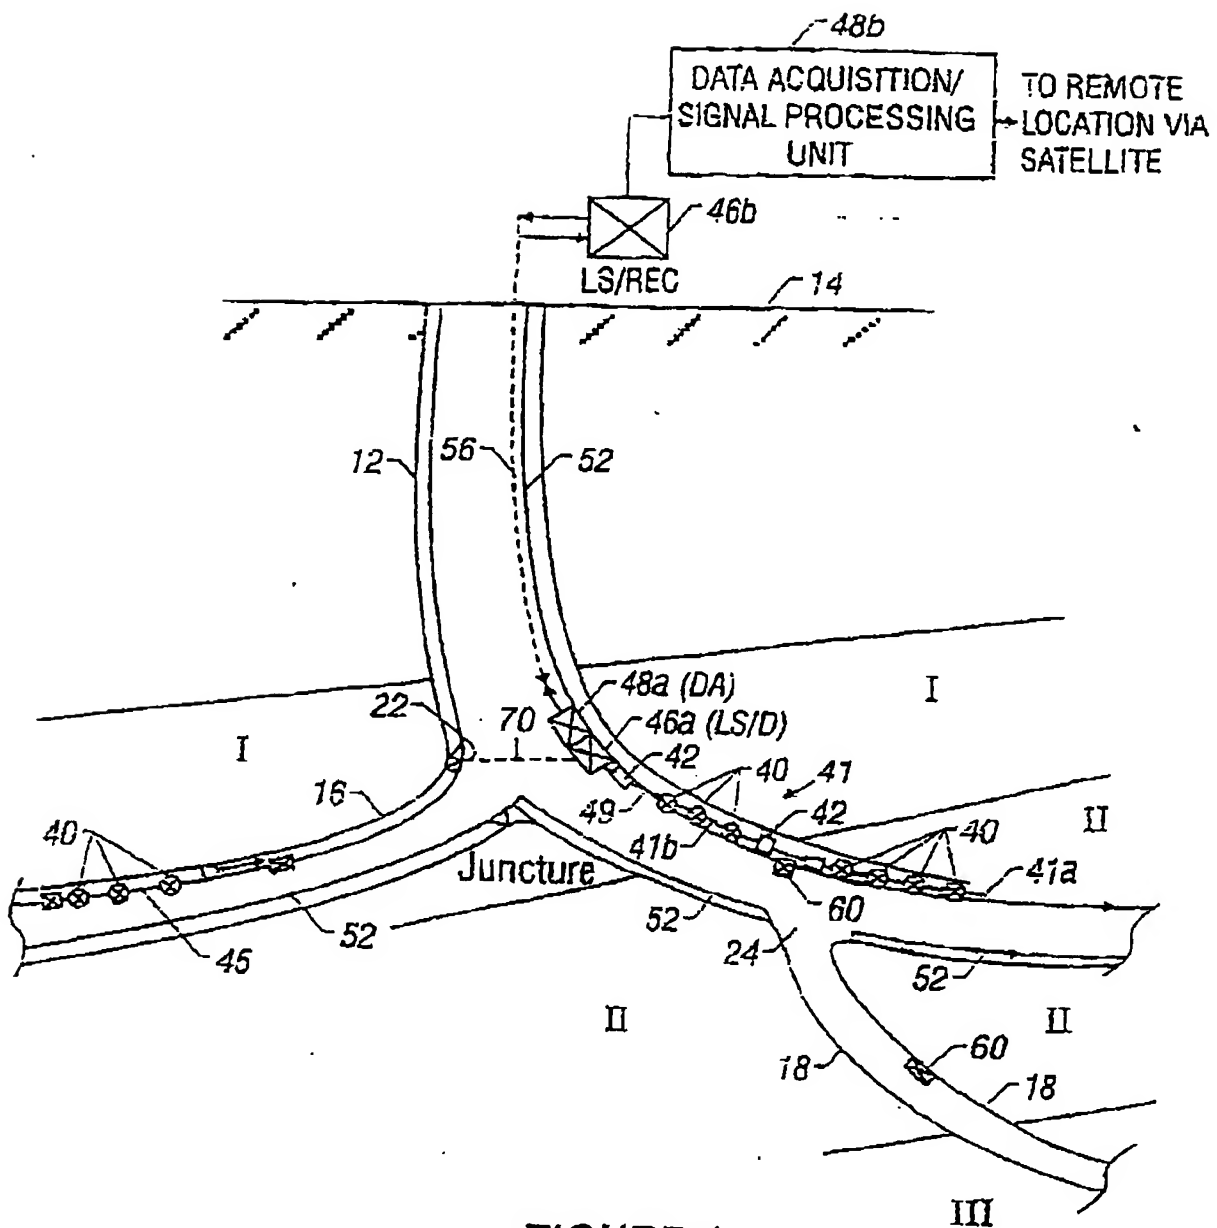 48b
DATA ACQUISITION/
SIGNAL PROCESSING
UNIT
TO REMOTE
LOCATION VIA
SATELLITE
46b
LS/REC
14
12
56
52
I
48a (DA)
22
70
46a (LS/D)
I
42
40
41
16
49
42
II
40
41b
40
41a
Juncture
60
52
52
24
45
52
II
II
60
18
18
III